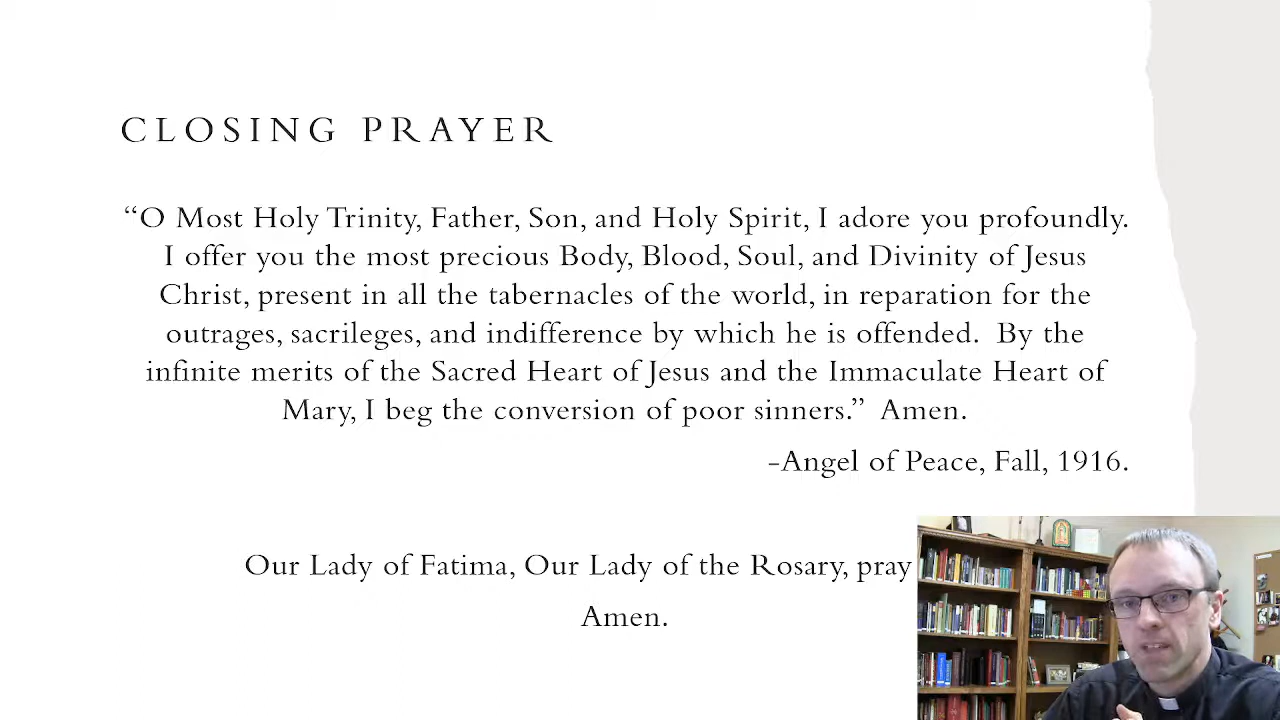 CLOSING PRAYER
“O Most Holy Trinity, Father, Son, and Holy Spirit, I adore you profoundly.
I offer you the most precious Body, Blood, Soul, and Divinity of Jesus
Christ, present in all the tabernacles of the world, in reparation for the
outrages, sacrileges, and indifference by which he is offended.  By the
infinite merits of the Sacred Heart of Jesus and the Immaculate Heart of
Mary, I beg the conversion of poor sinners.”  Amen.
-Angel of Peace, Fall, 1916.
Our Lady of Fatima, Our Lady of the Rosary, pray
Amen.